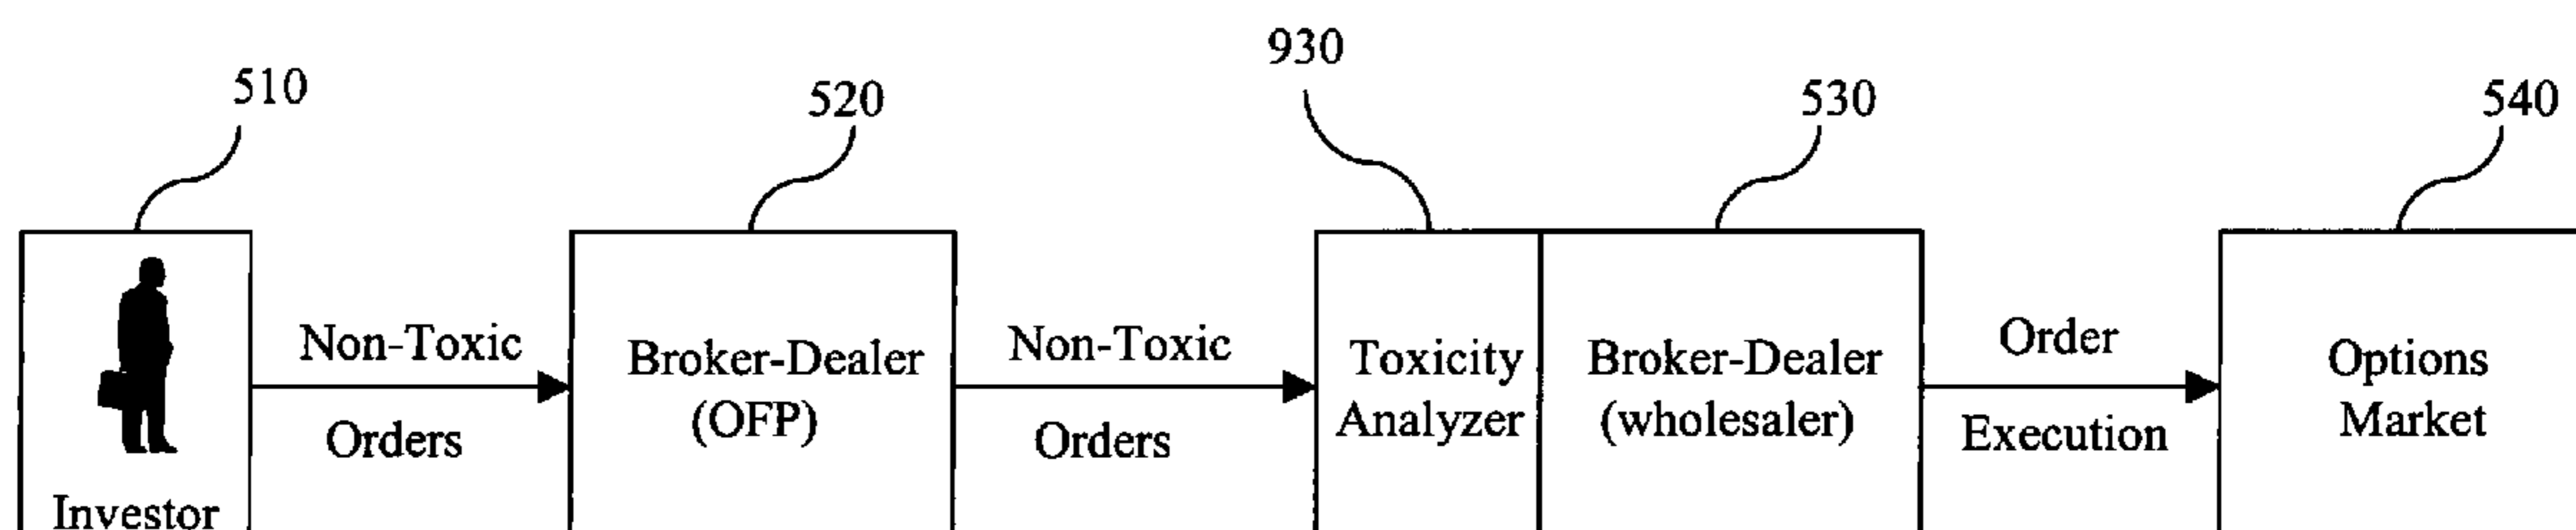 930
510
520
530
540
Non-Toxic
Orders
Broker-Dealer
(OFP)
Non-Toxic
Orders
Toxicity
Analyzer
Broker-Dealer
(wholesaler)
Order
Execution
Options
Market
Investor